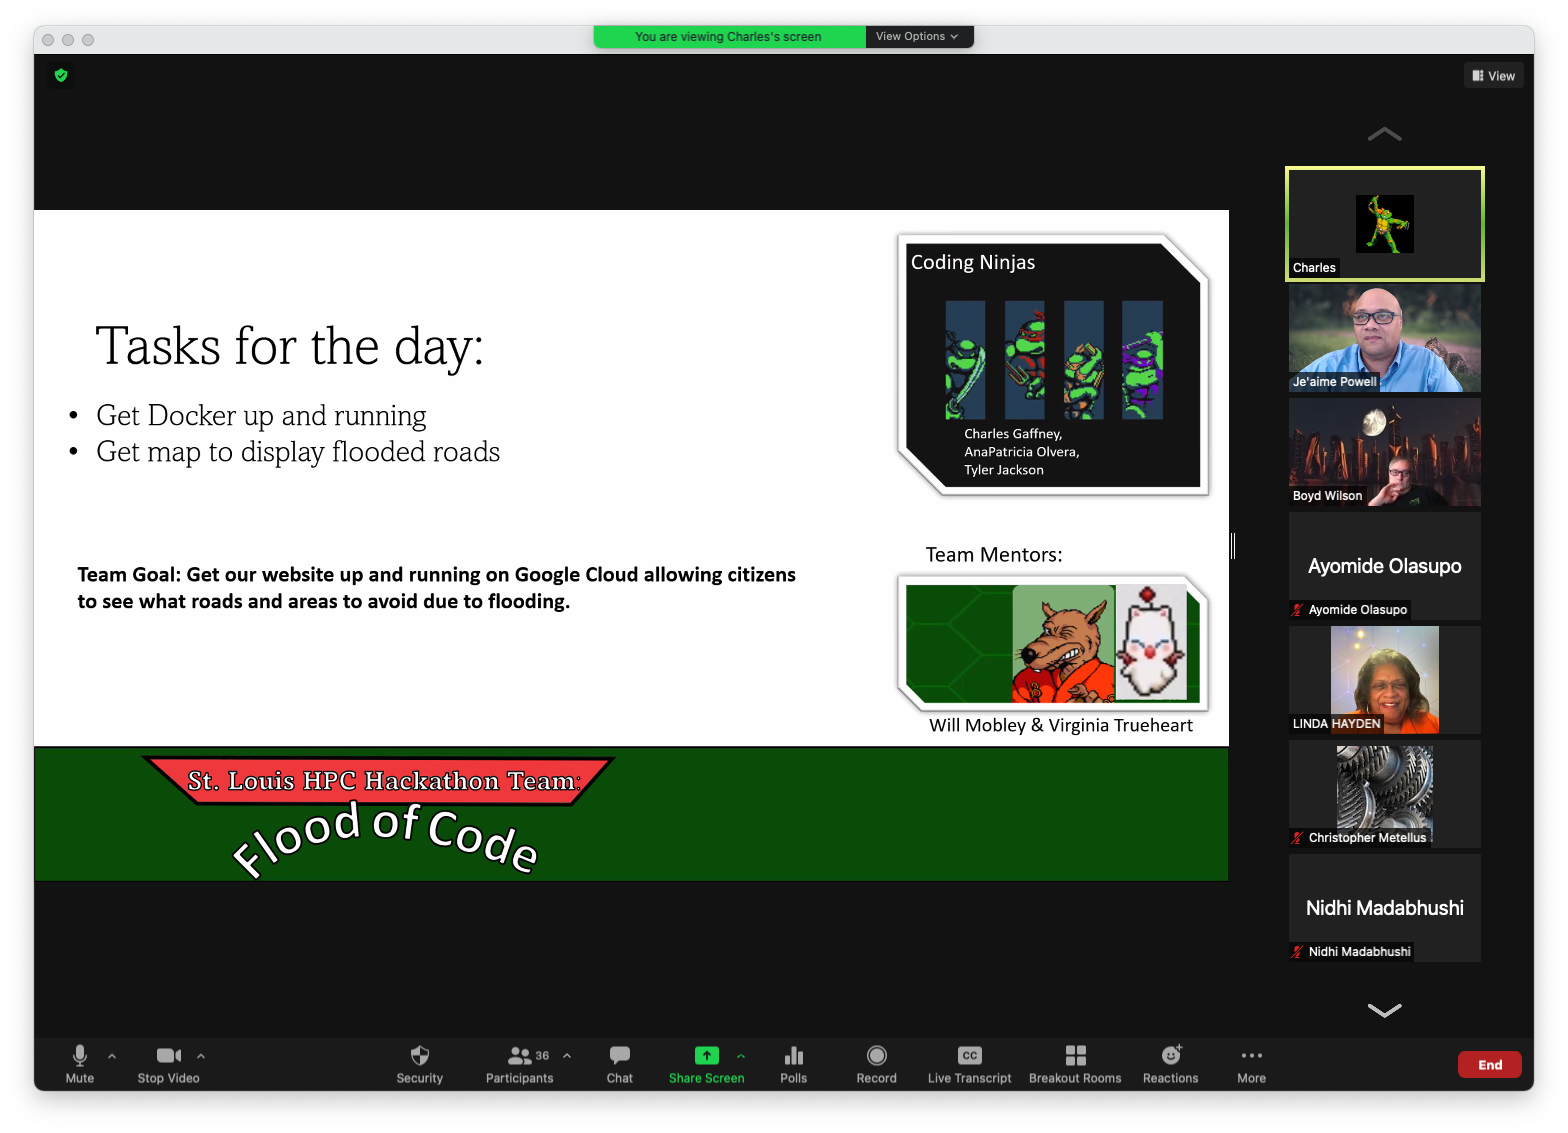 You are viewing Charles's screen
View Options
View
Tasks for the day:
• Get Docker up and running
• Get map to display flooded roads
Team Goal: Get our website up and running on Google Cloud allowing citizens
to see what roads and areas to avoid due to flooding.
Coding Ninjas
Charles Gaffney,
AnaPatricia Olvera,
Tyler Jackson
Team Mentors:
Will Mobley & Virginia Trueheart
St. Louis HPC Hackathon Team:
Flood of Code
Charles
Je'aime Powell
Boyd Wilson
Ayomide Olasupo
Ayomide Olasupo
LINDA HAYDEN
Christopher Metellus
Nidhi Madabhushi
Nidhi Madabhushi
Mute
Stop Video
Security
Participants
36
Chat
Share Screen
Polls
Record
CC
Live Transcript
Breakout Rooms
Reactions
More
End